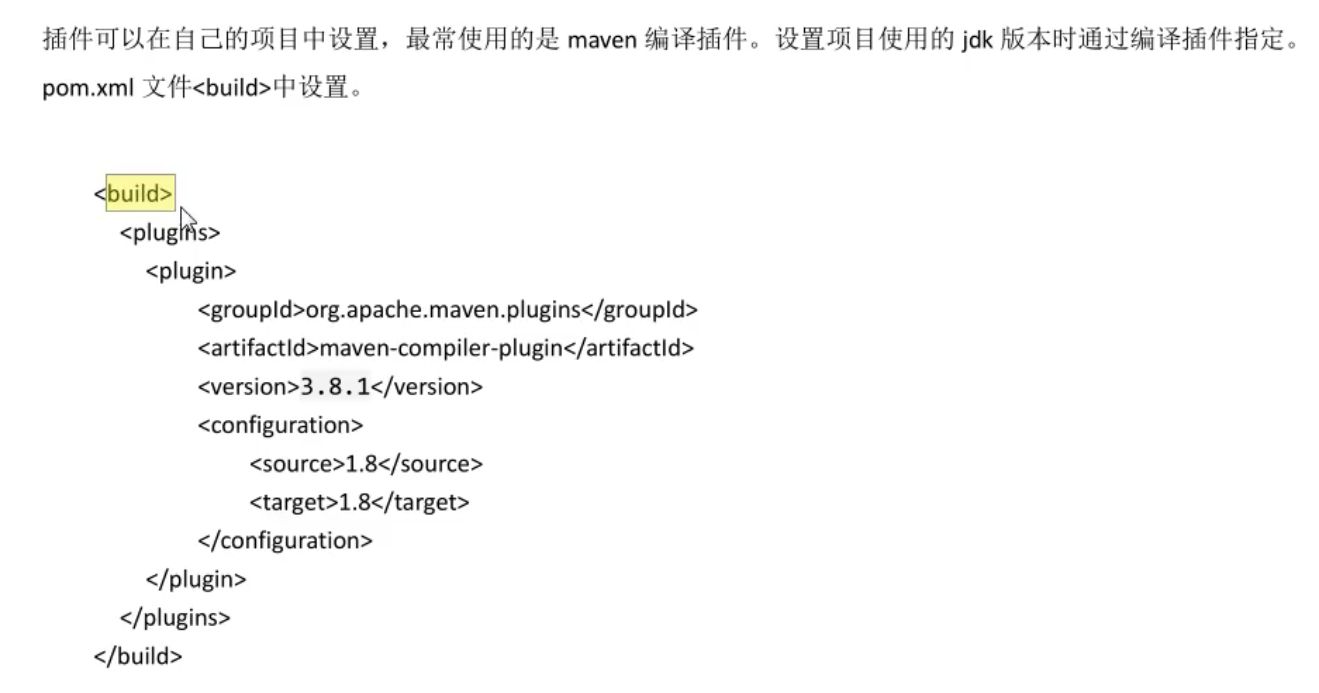 插件可以在自己的项目中设置，最常使用的是 maven 编译插件。设置项目使用的 jdk 版本时通过编译插件指定。
pom.xml 文件<build>中设置。
<build>
<plugins>
<plugin>
<groupId>org.apache.maven.plugins</groupId>
<artifactId>maven-compiler-plugin</artifactId>
<version>3.8.1</version>
<configuration>
<source>1.8</source>
<target>1.8</target>
</configuration>
</plugin>
</plugins>
</build>